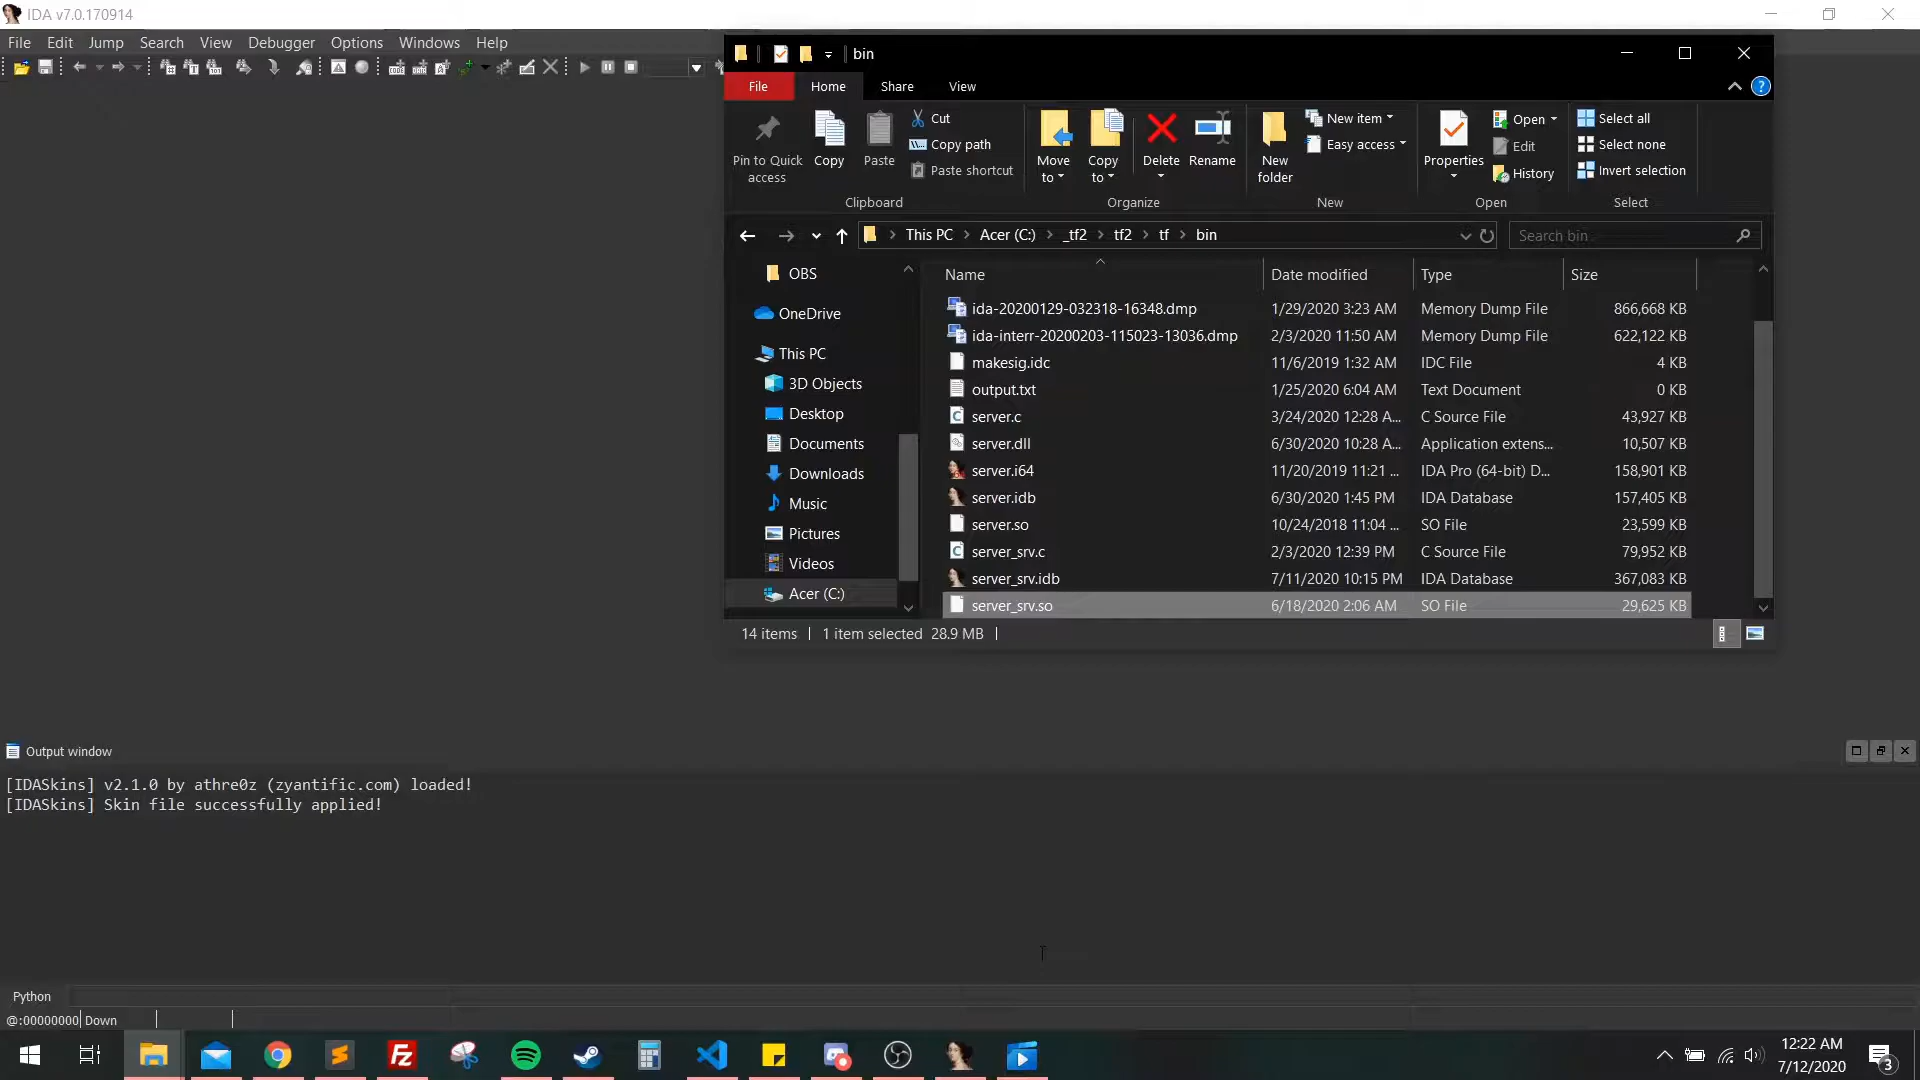 IDA v7.0.170914
File Edit Jump Search View Debugger Options Windows Help
bin
File Home Share View
Pin to Quick access
Copy
Paste
Cut
Copy path
Paste shortcut
Clipboard
Move to
Copy to
Delete
Rename
Organize
New folder
New item
Easy access
New
Properties
Open
Edit
History
Open
Select all
Select none
Invert selection
Select
This PC Acer (C:) _tf2 tf2 tf bin
Search bin
OBS
OneDrive
This PC
3D Objects
Desktop
Documents
Downloads
Music
Pictures
Videos
Acer (C:)
Name Date modified Type Size
ida-20200129-032318-16348.dmp 1/29/2020 3:23 AM Memory Dump File 866,668 KB
ida-interr-20200203-115023-13036.dmp 2/3/2020 11:50 AM Memory Dump File 622,122 KB
makesig.idc 11/6/2019 1:32 AM IDC File 4 KB
output.txt 1/25/2020 6:04 AM Text Document 0 KB
server.c 3/24/2020 12:28 A... C Source File 43,927 KB
server.dll 6/30/2020 10:28 A... Application extens... 10,507 KB
server.i64 11/20/2019 11:21 ... IDA Pro (64-bit) D... 158,901 KB
server.idb 6/30/2020 1:45 PM IDA Database 157,405 KB
server.so 10/24/2018 11:04 ... SO File 23,599 KB
server_srv.c 2/3/2020 12:39 PM C Source File 79,952 KB
server_srv.idb 7/11/2020 10:15 PM IDA Database 367,083 KB
server_srv.so 6/18/2020 2:06 AM SO File 29,625 KB
14 items 1 item selected 28.9 MB
Output window
[IDASkins] v2.1.0 by athre0z (zyantific.com) loaded!
[IDASkins] Skin file successfully applied!
Python
@:00000000 Down
12:22 AM
7/12/2020
3